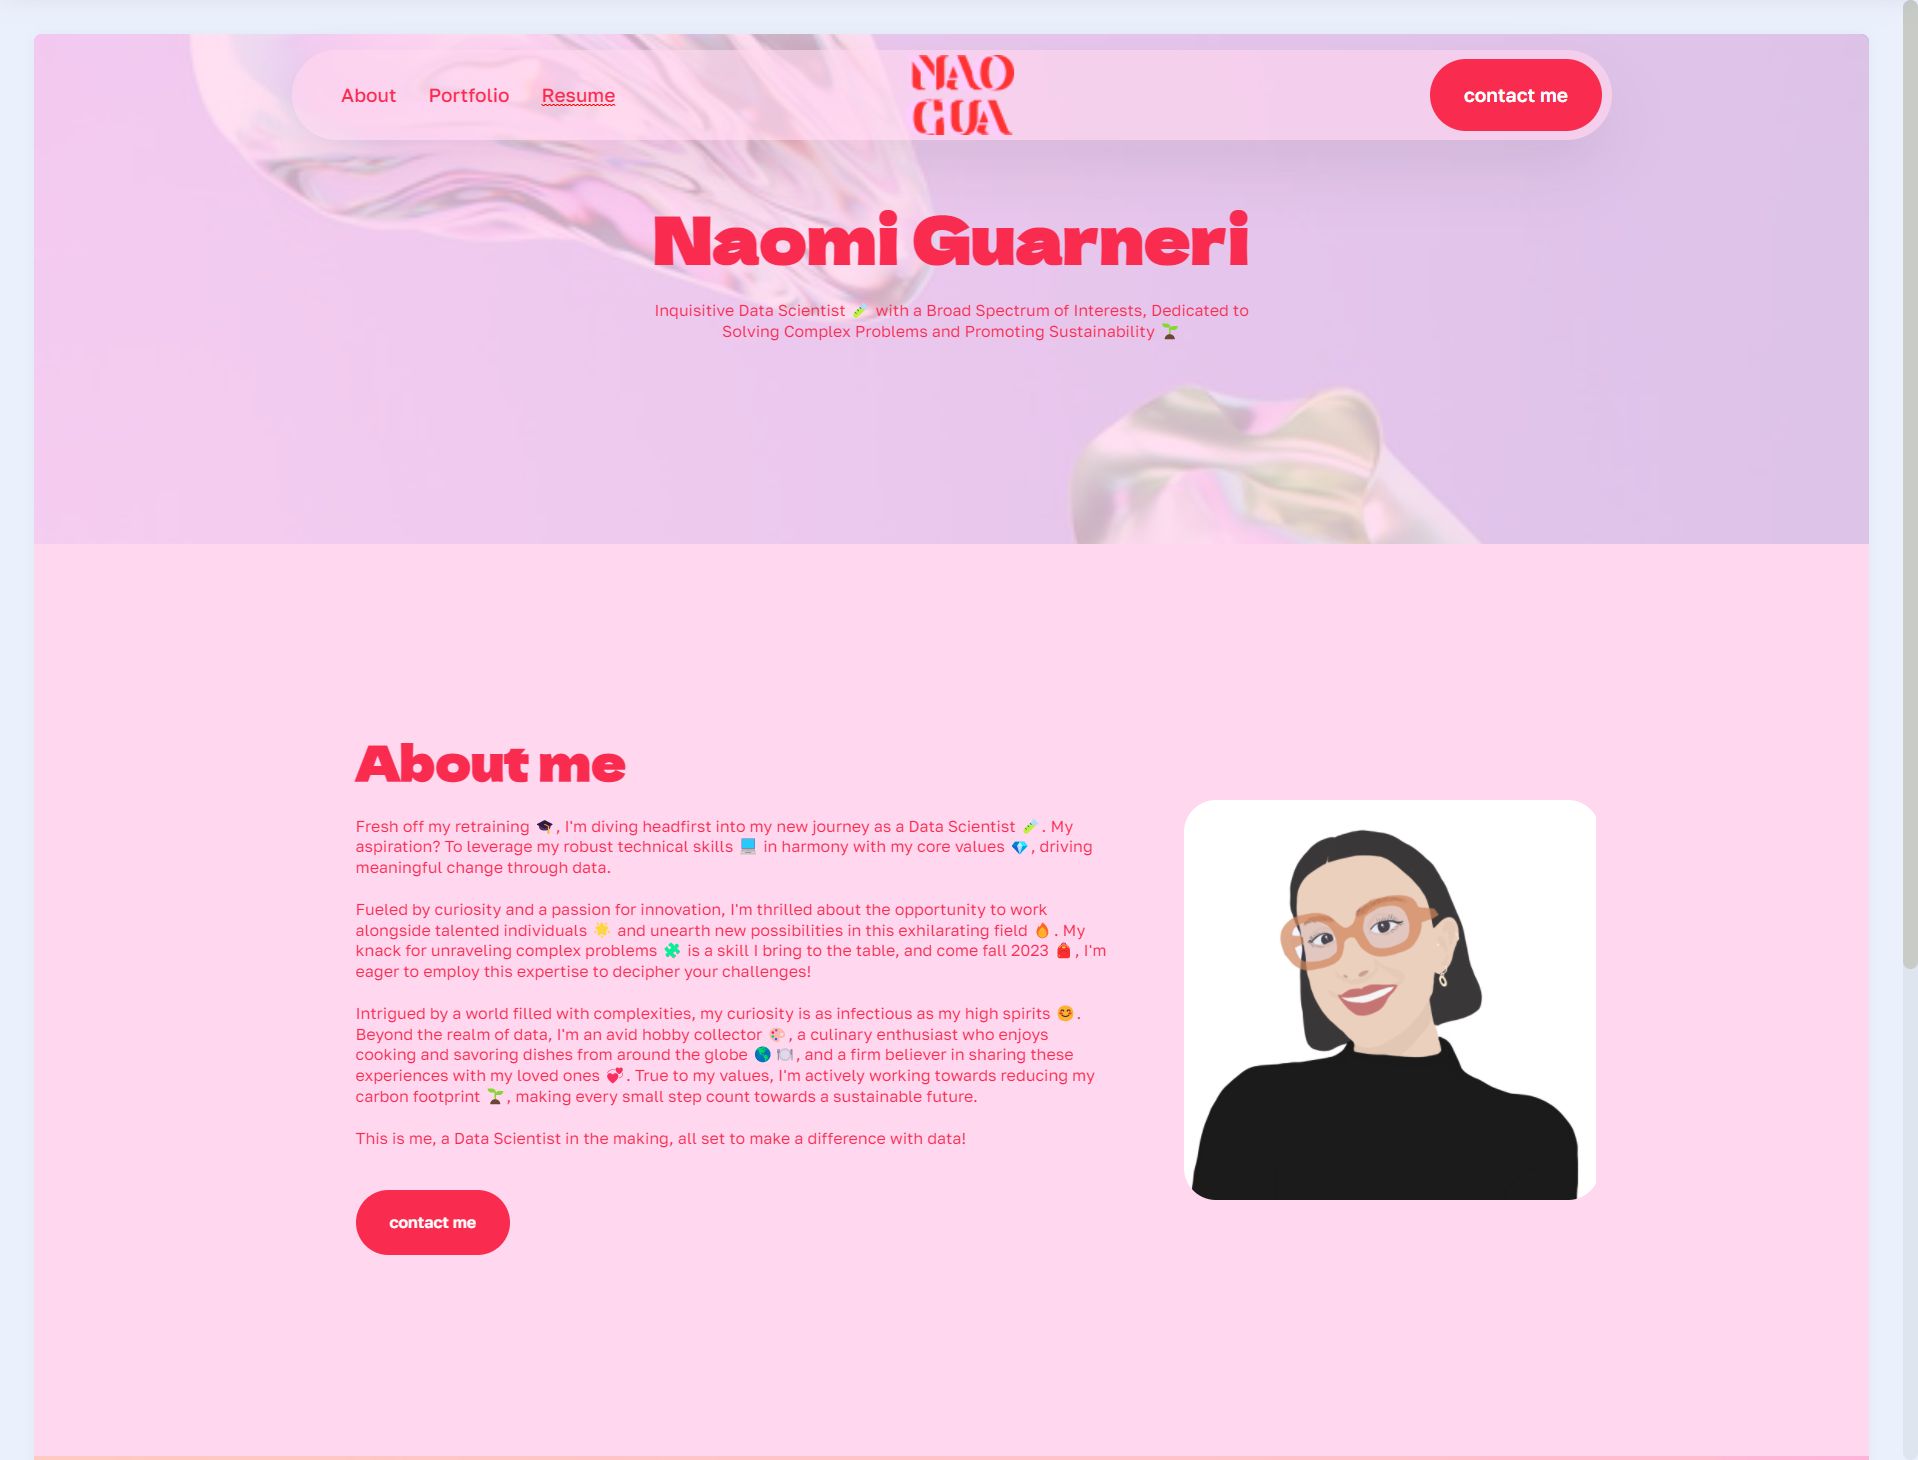 About Portfolio Resume
NAO
GUA
contact me
Naomi Guarneri
Inquisitive Data Scientist 🧪 with a Broad Spectrum of Interests, Dedicated to
Solving Complex Problems and Promoting Sustainability 🌱
About me
Fresh off my retraining 🎓, I'm diving headfirst into my new journey as a Data Scientist 🧪. My
aspiration? To leverage my robust technical skills 💻 in harmony with my core values 💎, driving
meaningful change through data.
Fueled by curiosity and a passion for innovation, I'm thrilled about the opportunity to work
alongside talented individuals 🌟 and unearth new possibilities in this exhilarating field 🔥. My
knack for unraveling complex problems 🧩 is a skill I bring to the table, and come fall 2023 🎒, I'm
eager to employ this expertise to decipher your challenges!
Intrigued by a world filled with complexities, my curiosity is as infectious as my high spirits 😊.
Beyond the realm of data, I'm an avid hobby collector 🎨, a culinary enthusiast who enjoys
cooking and savoring dishes from around the globe 🌎🍽️, and a firm believer in sharing these
experiences with my loved ones 💞. True to my values, I'm actively working towards reducing my
carbon footprint 🌱, making every small step count towards a sustainable future.
This is me, a Data Scientist in the making, all set to make a difference with data!
contact me